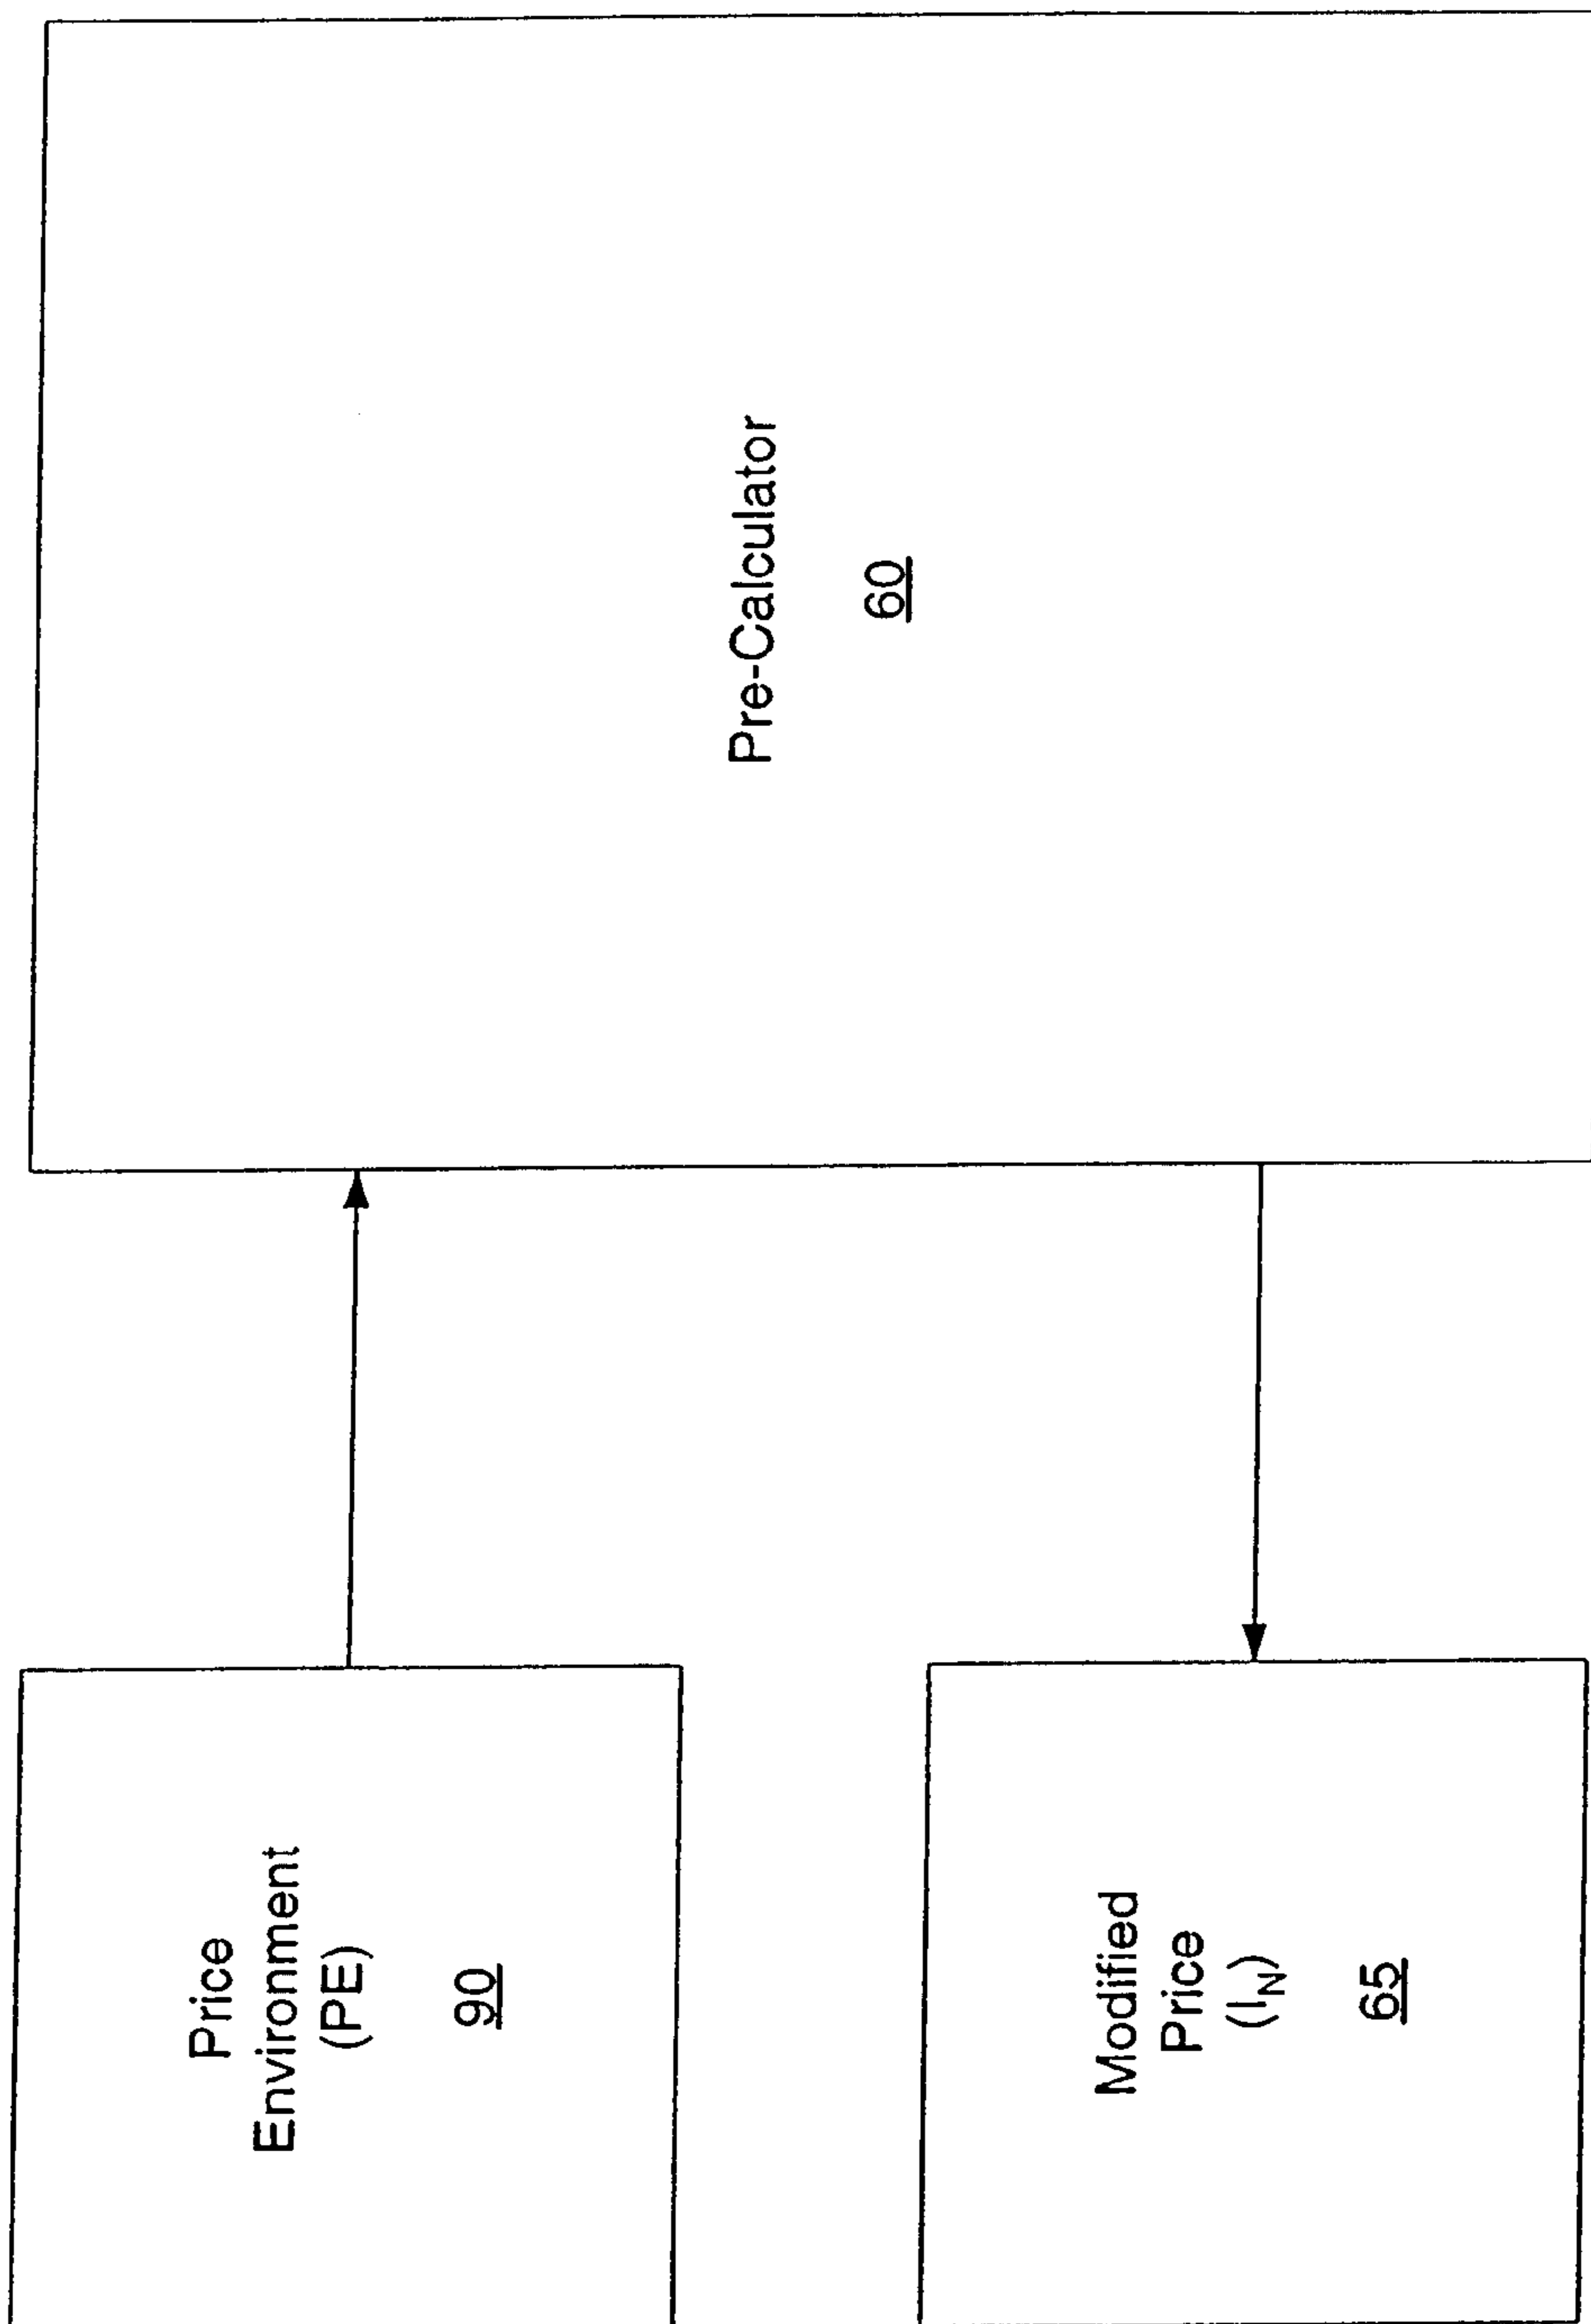 Price
Environment
(PE)
90
Modified
Price
(I_N)
65
Pre-Calculator
60